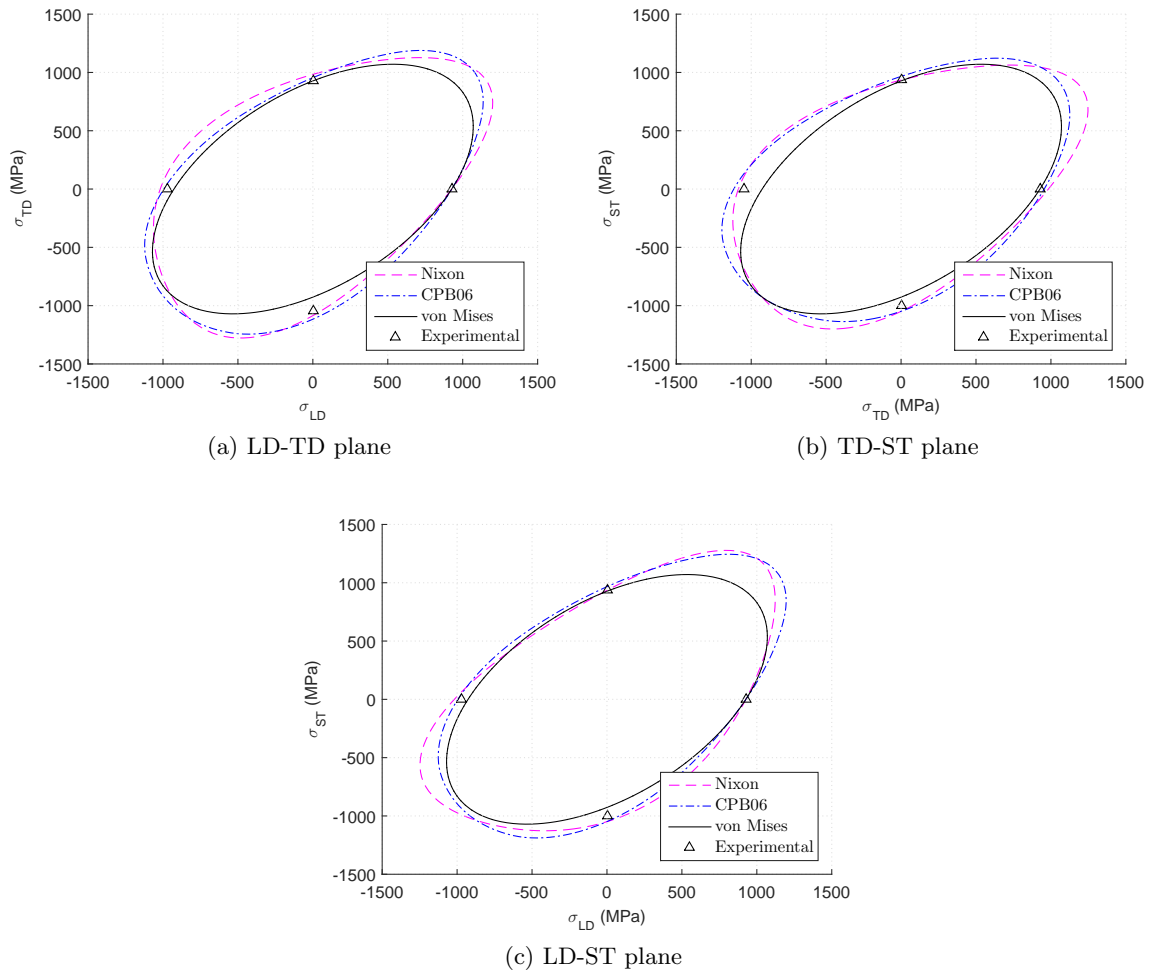 1500
1000
500
0
-500
-1000
-1500
σTD (MPa)
-1500 -1000 -500 0 500 1000 1500
σLD
Nixon
CPB06
von Mises
Experimental
(a) LD-TD plane
1500
1000
500
0
-500
-1000
-1500
σST (MPa)
-1500 -1000 -500 0 500 1000 1500
σTD (MPa)
Nixon
CPB06
von Mises
Experimental
(b) TD-ST plane
1500
1000
500
0
-500
-1000
-1500
σST (MPa)
-1500 -1000 -500 0 500 1000 1500
σLD (MPa)
Nixon
CPB06
von Mises
Experimental
(c) LD-ST plane